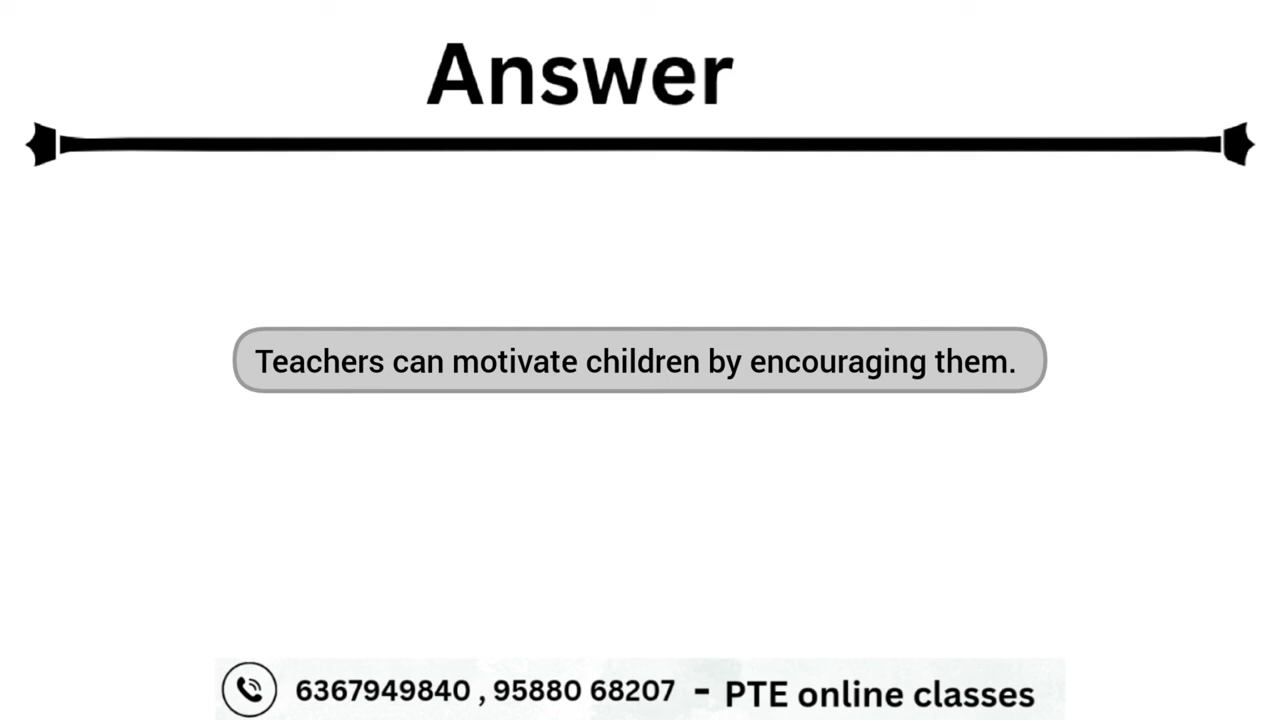 Answer
Teachers can motivate children by encouraging them.
6367949840 , 95880 68207 - PTE online classes